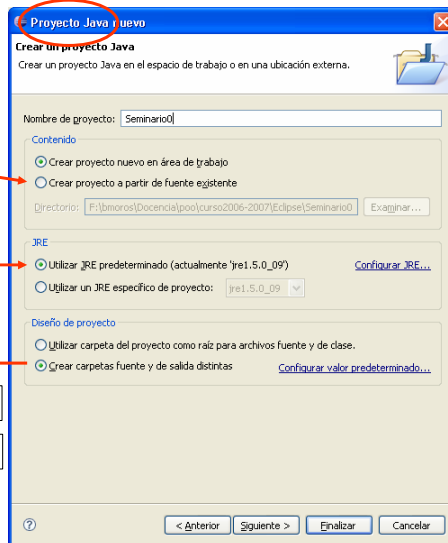 Proyecto Java nuevo
Crear un proyecto Java
Crear un proyecto Java en el espacio de trabajo o en una ubicación externa.
Nombre de proyecto: Seminario0
Contenido
Crear proyecto nuevo en área de trabajo
Crear proyecto a partir de fuente existente
Directorio: F:\bmoros\Docencia\poo\curso2006-2007\Eclipse\Seminario0 Examinar...
JRE
Utilizar JRE predeterminado (actualmente 'jre1.5.0_09') Configurar JRE...
Utilizar un JRE específico de proyecto: jre1.5.0_09
Diseño de proyecto
Utilizar carpeta del proyecto como raíz para archivos fuente y de clase.
Crear carpetas fuente y de salida distintas Configurar valor predeterminado...
? < Anterior Siguiente > Finalizar Cancelar